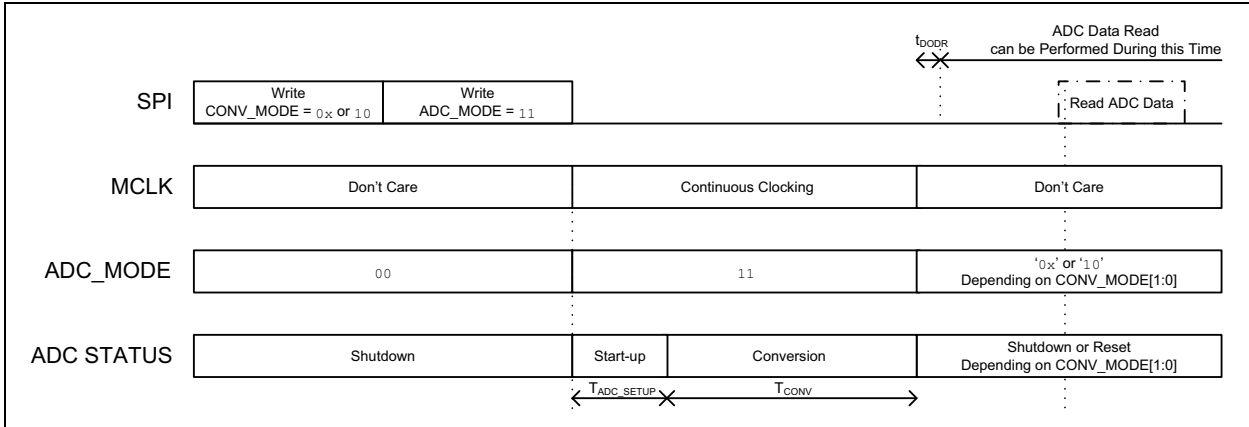 ADC Data Read
can be Performed During this Time
tDODR
SPI
Write
CONV_MODE = 0x or 10
Write
ADC_MODE = 11
Read ADC Data
MCLK
Don't Care
Continuous Clocking
Don't Care
ADC_MODE
00
11
'0x' or '10'
Depending on CONV_MODE[1:0]
ADC STATUS
Shutdown
Start-up
Conversion
Shutdown or Reset
Depending on CONV_MODE[1:0]
TADC_SETUP
TCONV